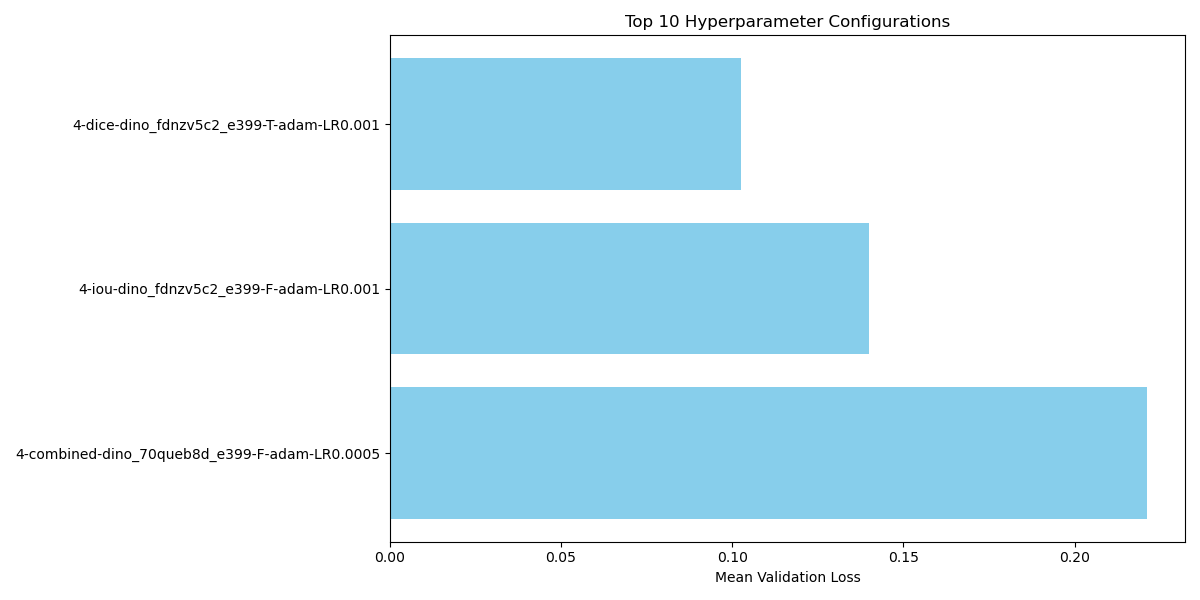 Top 10 Hyperparameter Configurations
4-dice-dino_fdnzv5c2_e399-T-adam-LR0.001
4-iou-dino_fdnzv5c2_e399-F-adam-LR0.001
4-combined-dino_70queb8d_e399-F-adam-LR0.0005
0.00 0.05 0.10 0.15 0.20
Mean Validation Loss